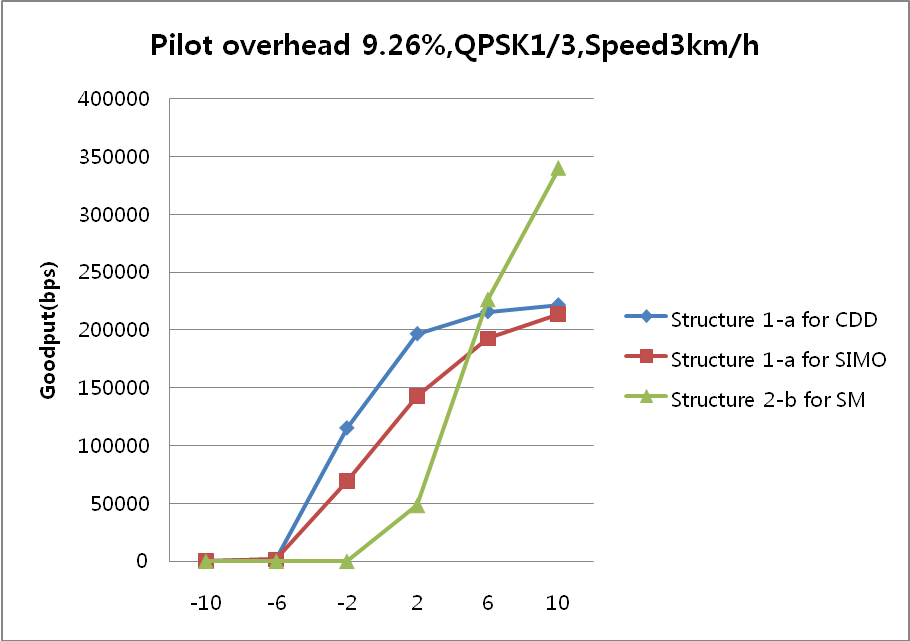 Pilot overhead 9.26%,QPSK1/3,Speed3km/h
400000
350000
300000
250000
200000
150000
100000
50000
0
Goodput(bps)
-10 -6 -2 2 6 10
Structure 1-a for CDD
Structure 1-a for SIMO
Structure 2-b for SM